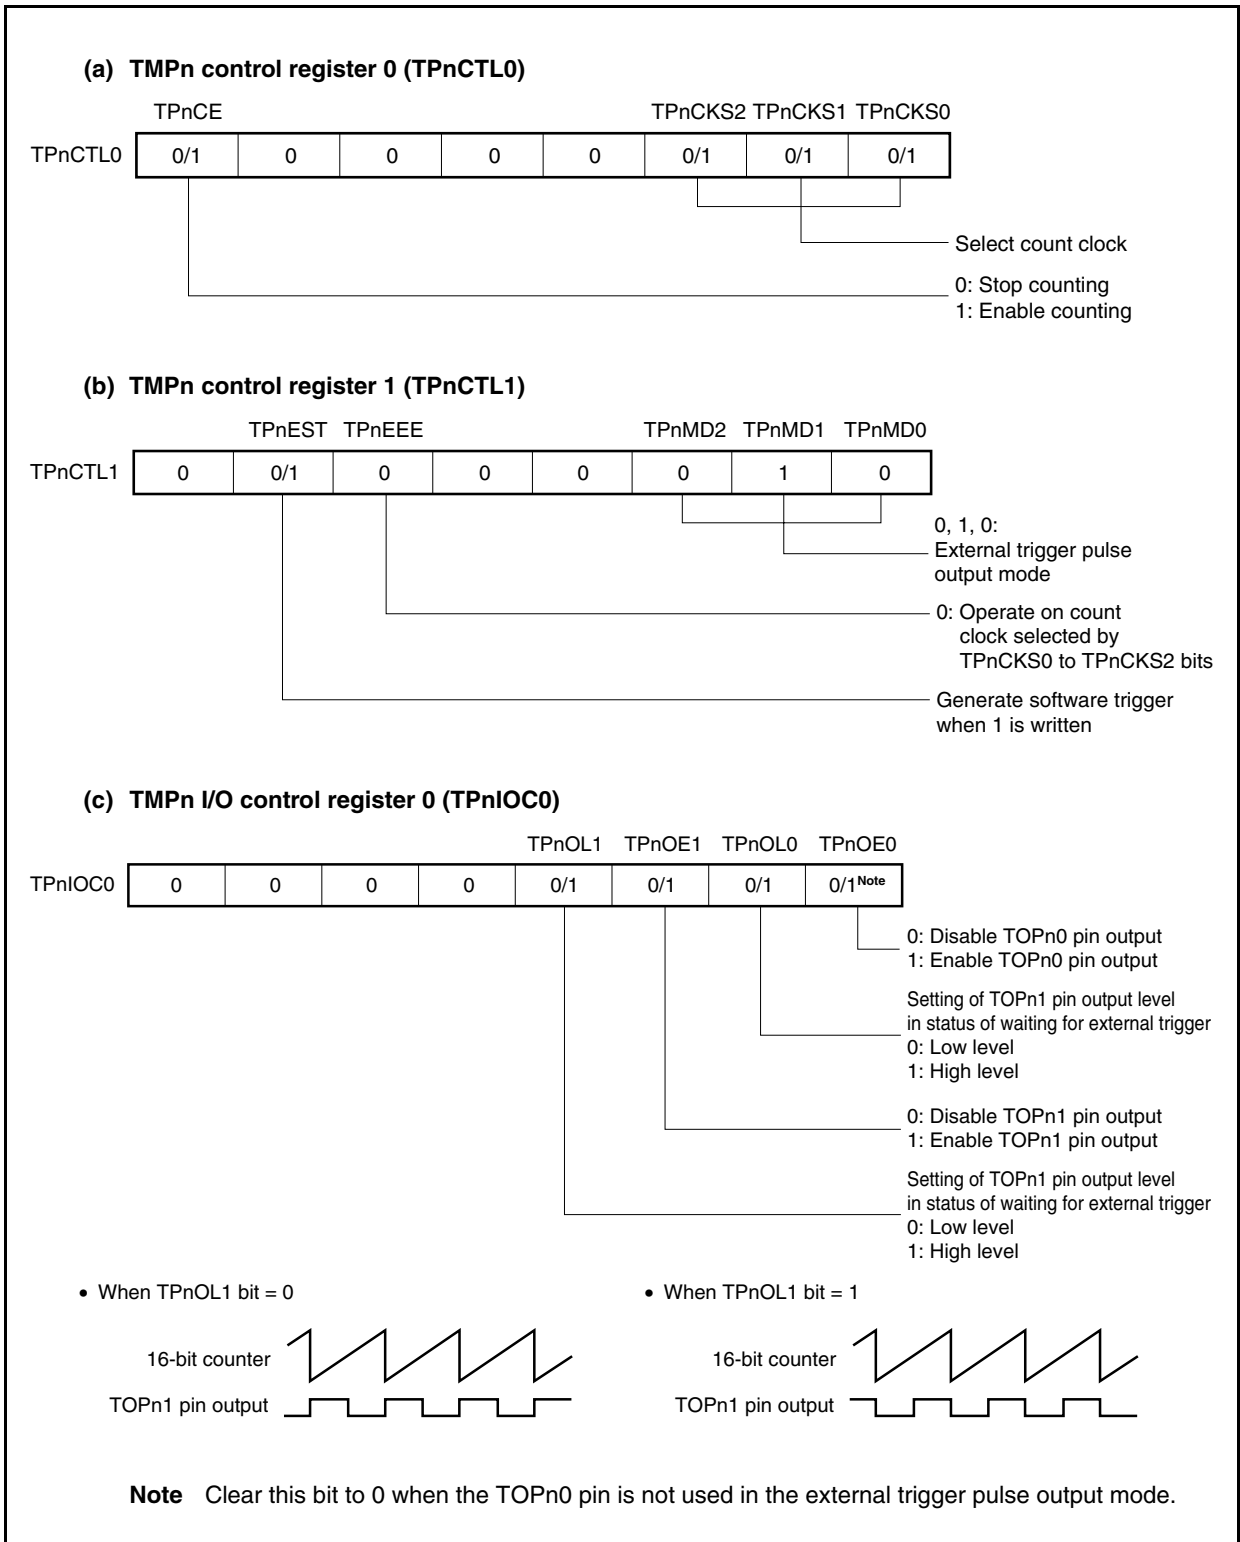 (a) TMPn control register 0 (TPnCTL0)
TPnCE TPnCKS2 TPnCKS1 TPnCKS0
TPnCTL0 0/1 0 0 0 0 0/1 0/1 0/1
Select count clock
0: Stop counting
1: Enable counting
(b) TMPn control register 1 (TPnCTL1)
TPnEST TPnEEE TPnMD2 TPnMD1 TPnMD0
TPnCTL1 0 0/1 0 0 0 0 1 0
0, 1, 0:
External trigger pulse
output mode
0: Operate on count
clock selected by
TPnCKS0 to TPnCKS2 bits
Generate software trigger
when 1 is written
(c) TMPn I/O control register 0 (TPnIOC0)
TPnOL1 TPnOE1 TPnOL0 TPnOE0
TPnIOC0 0 0 0 0 0/1 0/1 0/1 0/1Note
0: Disable TOPn0 pin output
1: Enable TOPn0 pin output
Setting of TOPn1 pin output level
in status of waiting for external trigger
0: Low level
1: High level
0: Disable TOPn1 pin output
1: Enable TOPn1 pin output
Setting of TOPn1 pin output level
in status of waiting for external trigger
0: Low level
1: High level
• When TPnOL1 bit = 0 • When TPnOL1 bit = 1
16-bit counter 16-bit counter
TOPn1 pin output TOPn1 pin output
Note Clear this bit to 0 when the TOPn0 pin is not used in the external trigger pulse output mode.